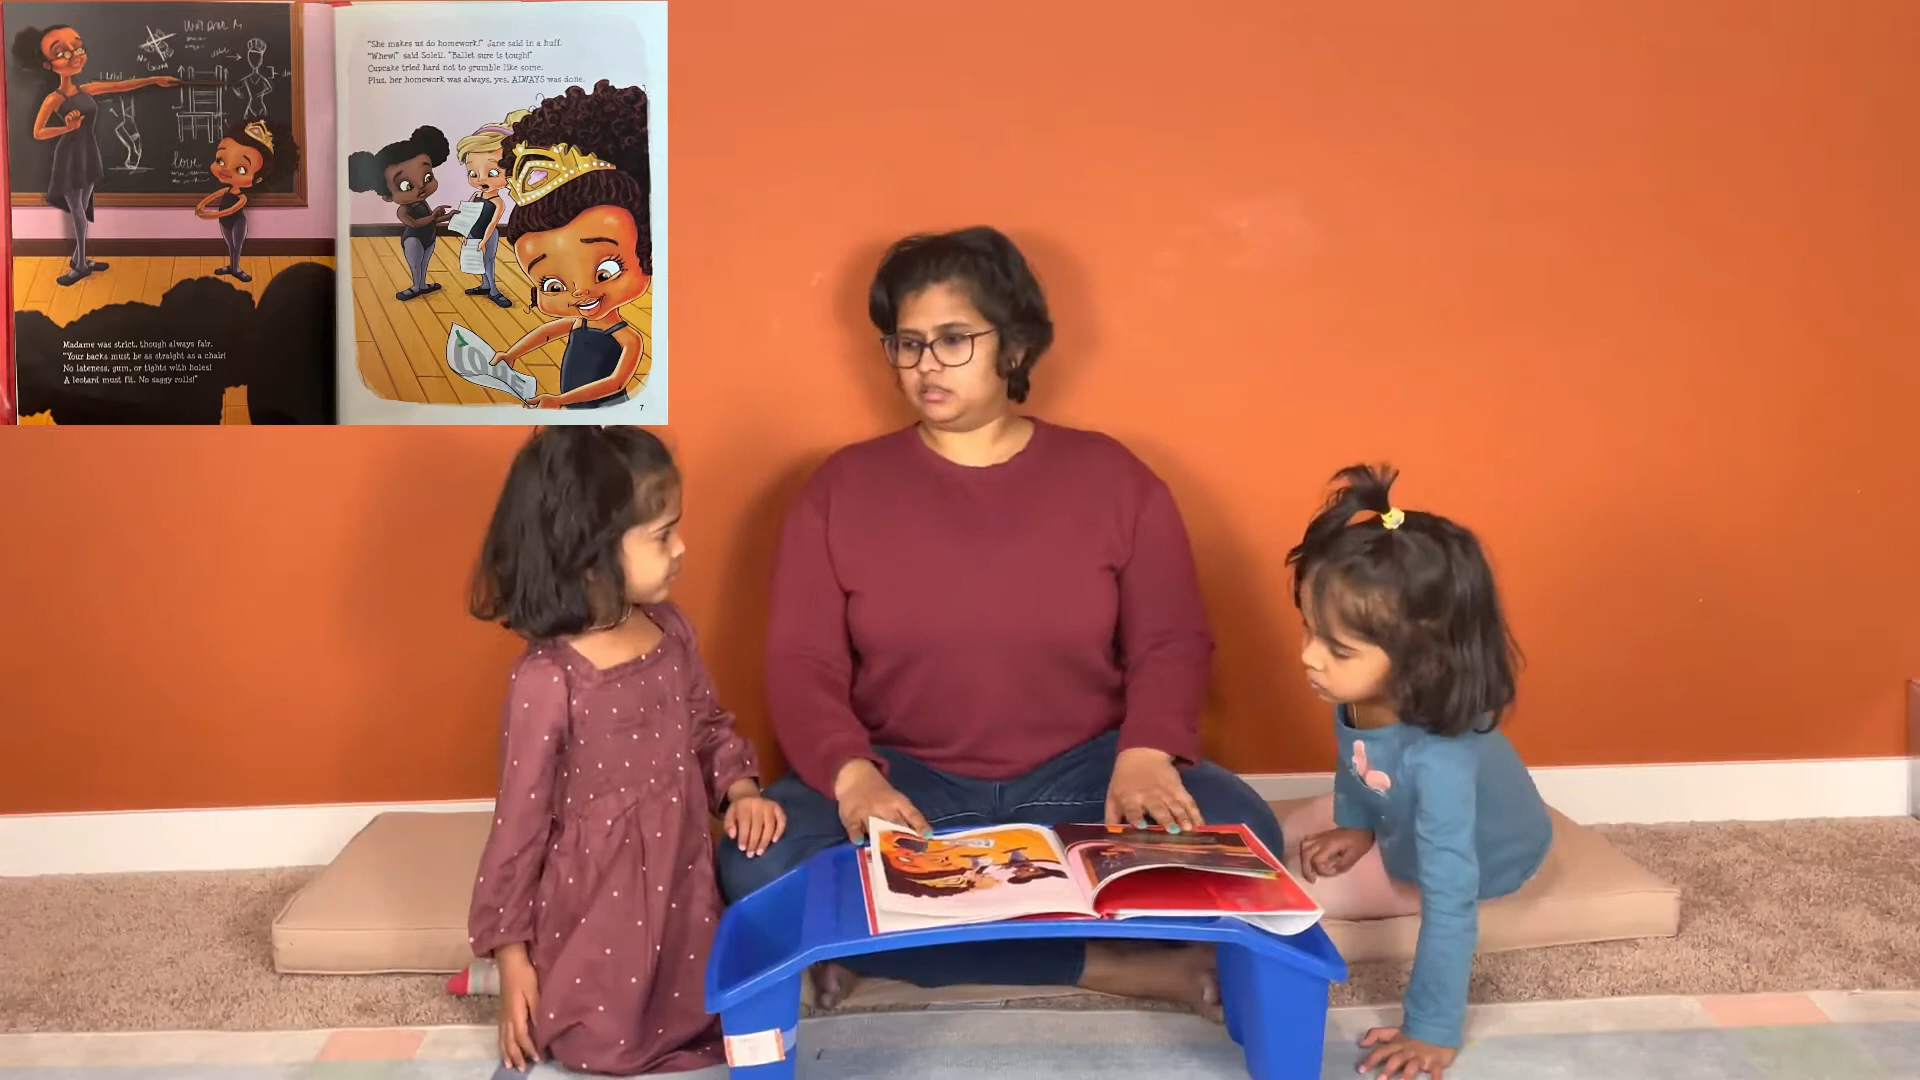 Madame was strict, though always fair.
"Your backs must be as straight as a chair!
No lateness, gum, or tights with holes!
A leotard must fit. No saggy rolls!"
love
"She makes us do homework!" Jane said in a huff.
"Whew!" said Soleil. "Ballet sure is tough!"
Cupcake tried hard not to grumble like some.
Plus, her homework was always, yes, ALWAYS was done.
7